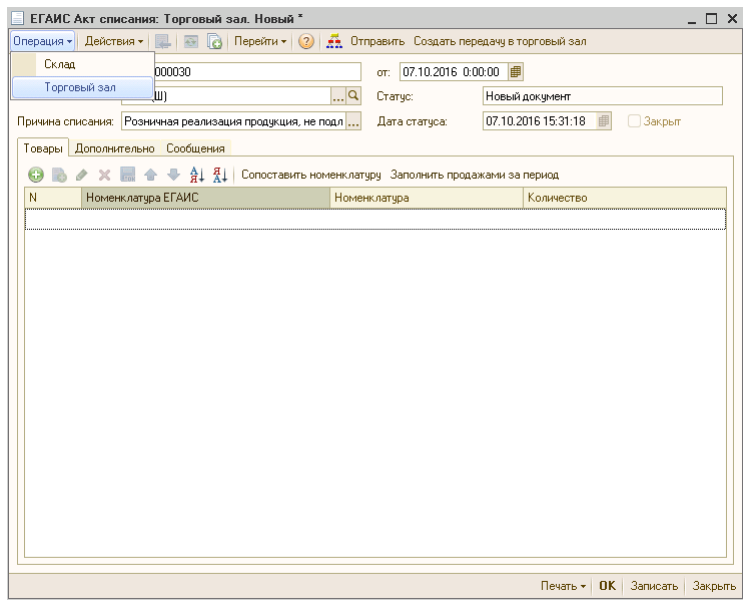 ЕГАИС Акт списания: Торговый зал. Новый *
Операция Действия Перейти Отправить Создать передачу в торговый зал
Склад
Торговый зал
000030 от: 07.10.2016 0:00:00
(Ш) ... Статус: Новый документ
Причина списания: Розничная реализация продукция, не подл ... Дата статуса: 07.10.2016 15:31:18 Закрыт
Товары Дополнительно Сообщения
Сопоставить номенклатуру Заполнить продажами за период
N Номенклатура ЕГАИС Номенклатура Количество
Печать OK Записать Закрыть